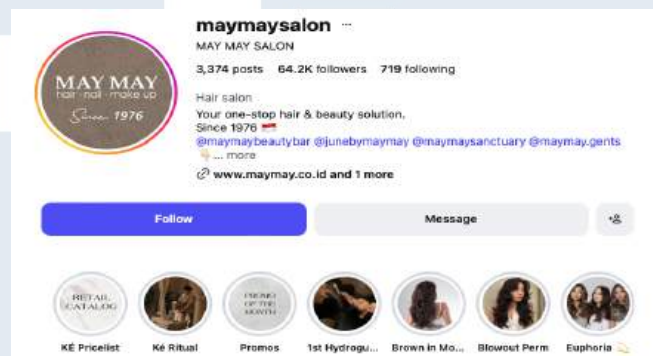 maymaysalon ...
MAY MAY SALON
3,374 posts 64.2K followers 719 following
MAY MAY
hair · nail · make up
Since 1976
Hair salon
Your one-stop hair & beauty solution.
Since 1976
@maymaybeautybar @junebymaymay @maymaysanctuary @maymay.gents
... more
www.maymay.co.id and 1 more
Follow
Message
RETAIL
CATALOG
PROMO
OF THE
MONTH
KÉ Pricelist
Ké Ritual
Promos
1st Hydrogu...
Brown in Mo...
Blowout Perm
Euphoria